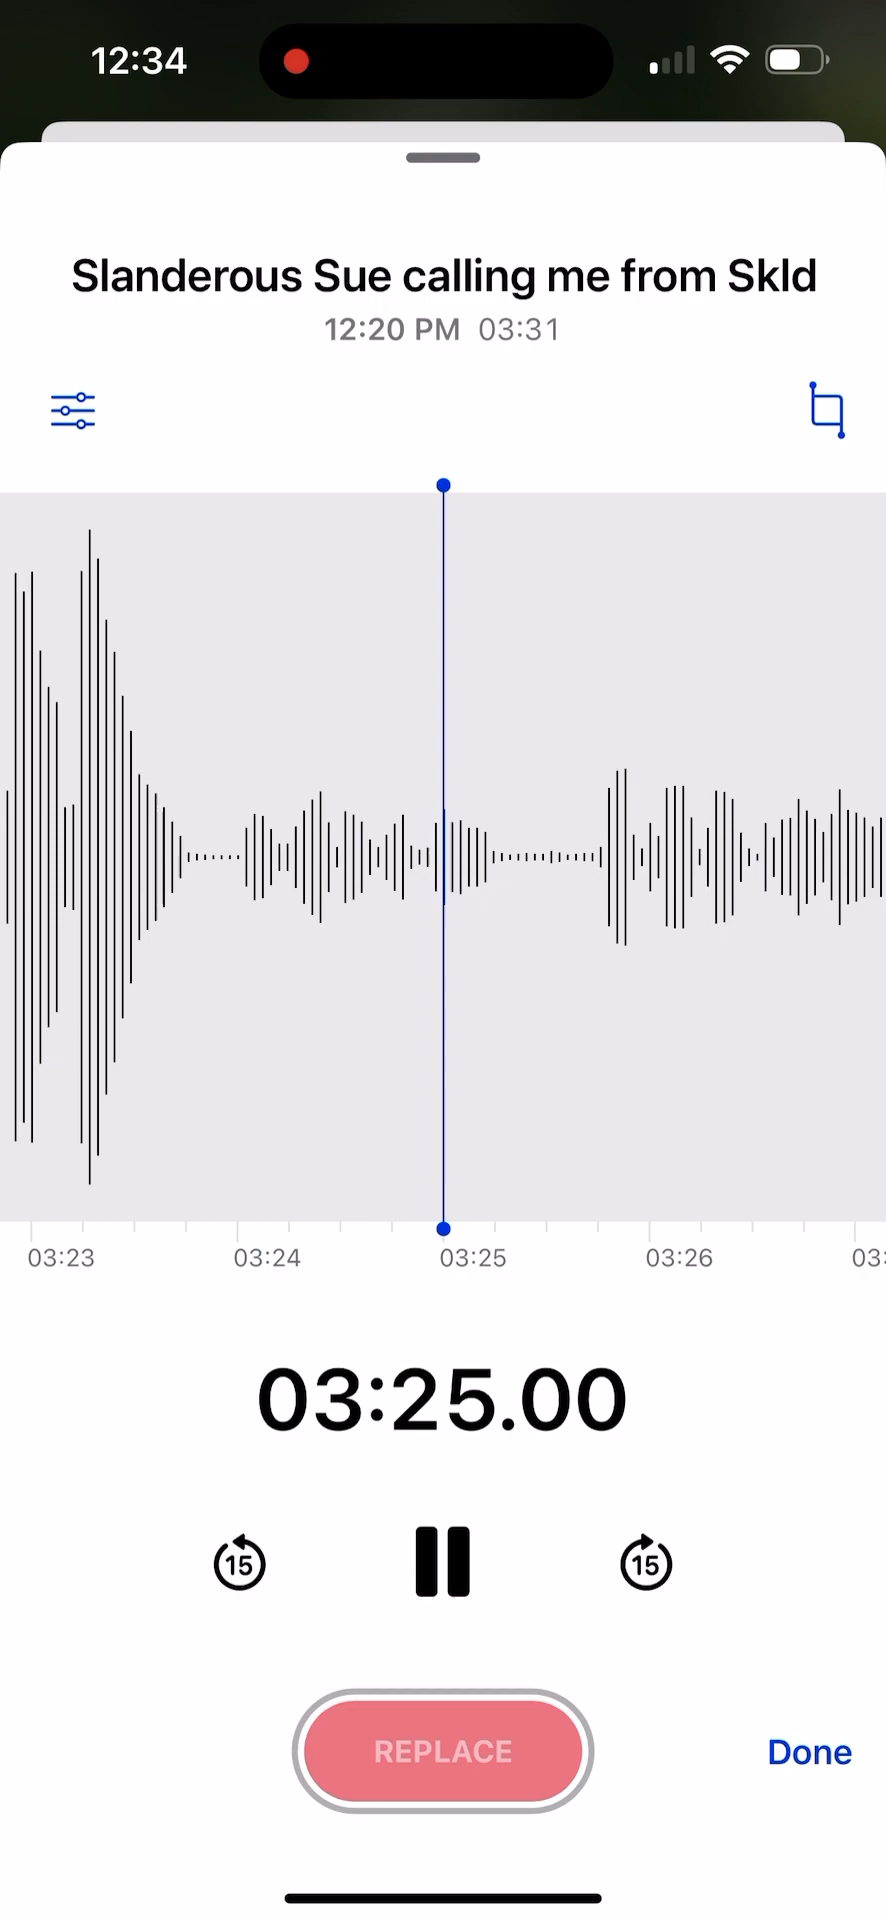 12:34
Slanderous Sue calling me from Skld
12:20 PM 03:31
03:23 03:24 03:25 03:26 03:
03:25.00
15 15
REPLACE
Done